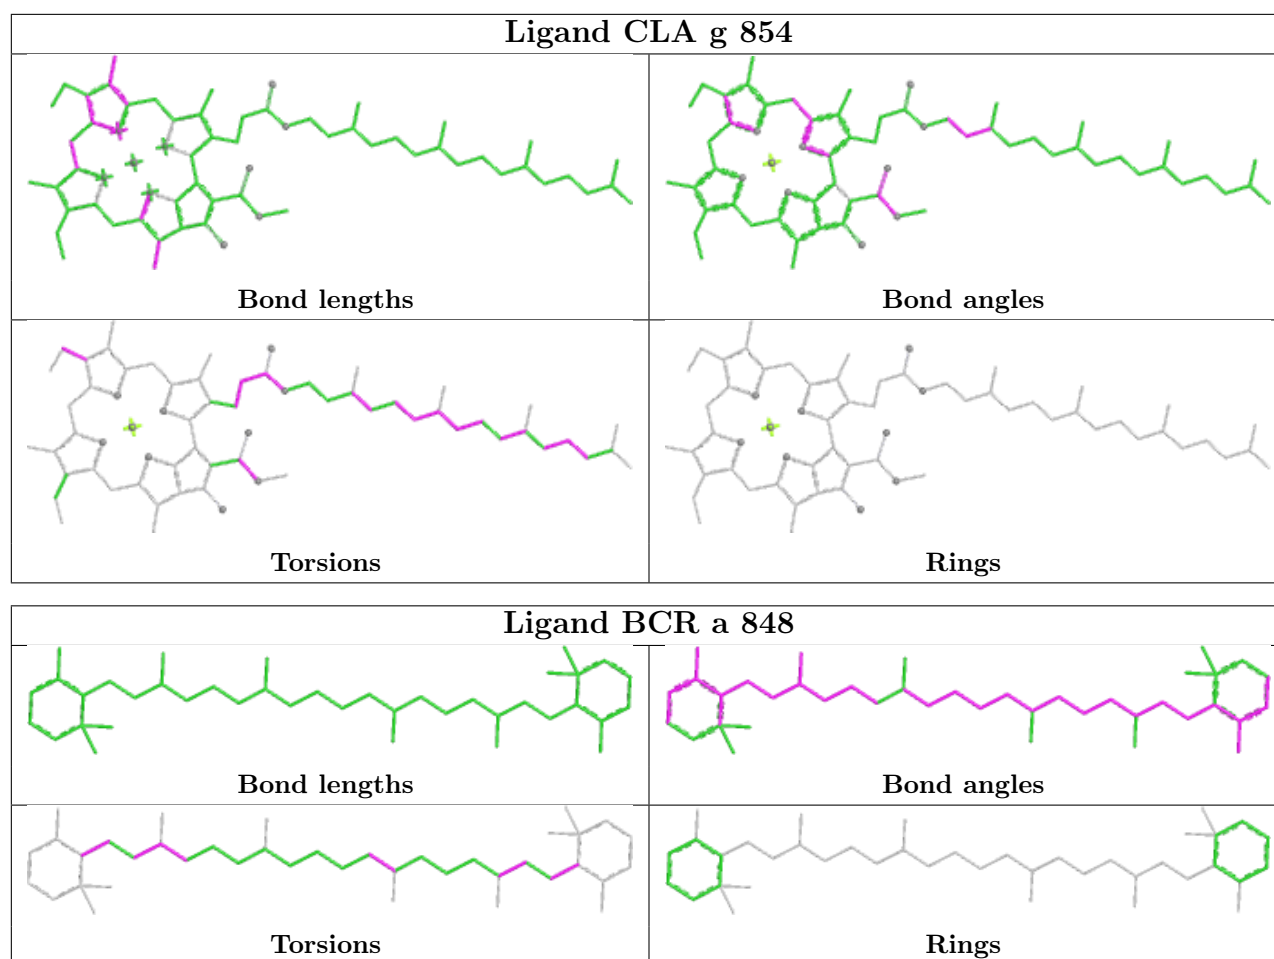 Ligand CLA g 854
Bond lengths
Bond angles
Torsions
Rings
Ligand BCR a 848
Bond lengths
Bond angles
Torsions
Rings